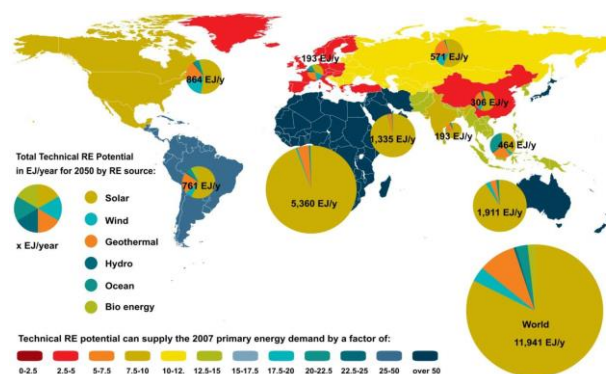 193 EJ/y
571 EJ/y
864 EJ/y
306 EJ/y
1,335 EJ/y
193 EJ/y
464 EJ/y
Total Technical RE Potential
in EJ/year for 2050 by RE source:
761 EJ/y
Solar
Wind
Geothermal
Hydro
Ocean
Bio energy
x EJ/year
5,360 EJ/y
1,911 EJ/y
World
11,941 EJ/y
Technical RE potential can supply the 2007 primary energy demand by a factor of:
0-2.5 2.5-5 5-7.5 7.5-10 10-12. 12.5-15 15-17.5 17.5-20 20-22.5 22.5-25 25-50 over 50